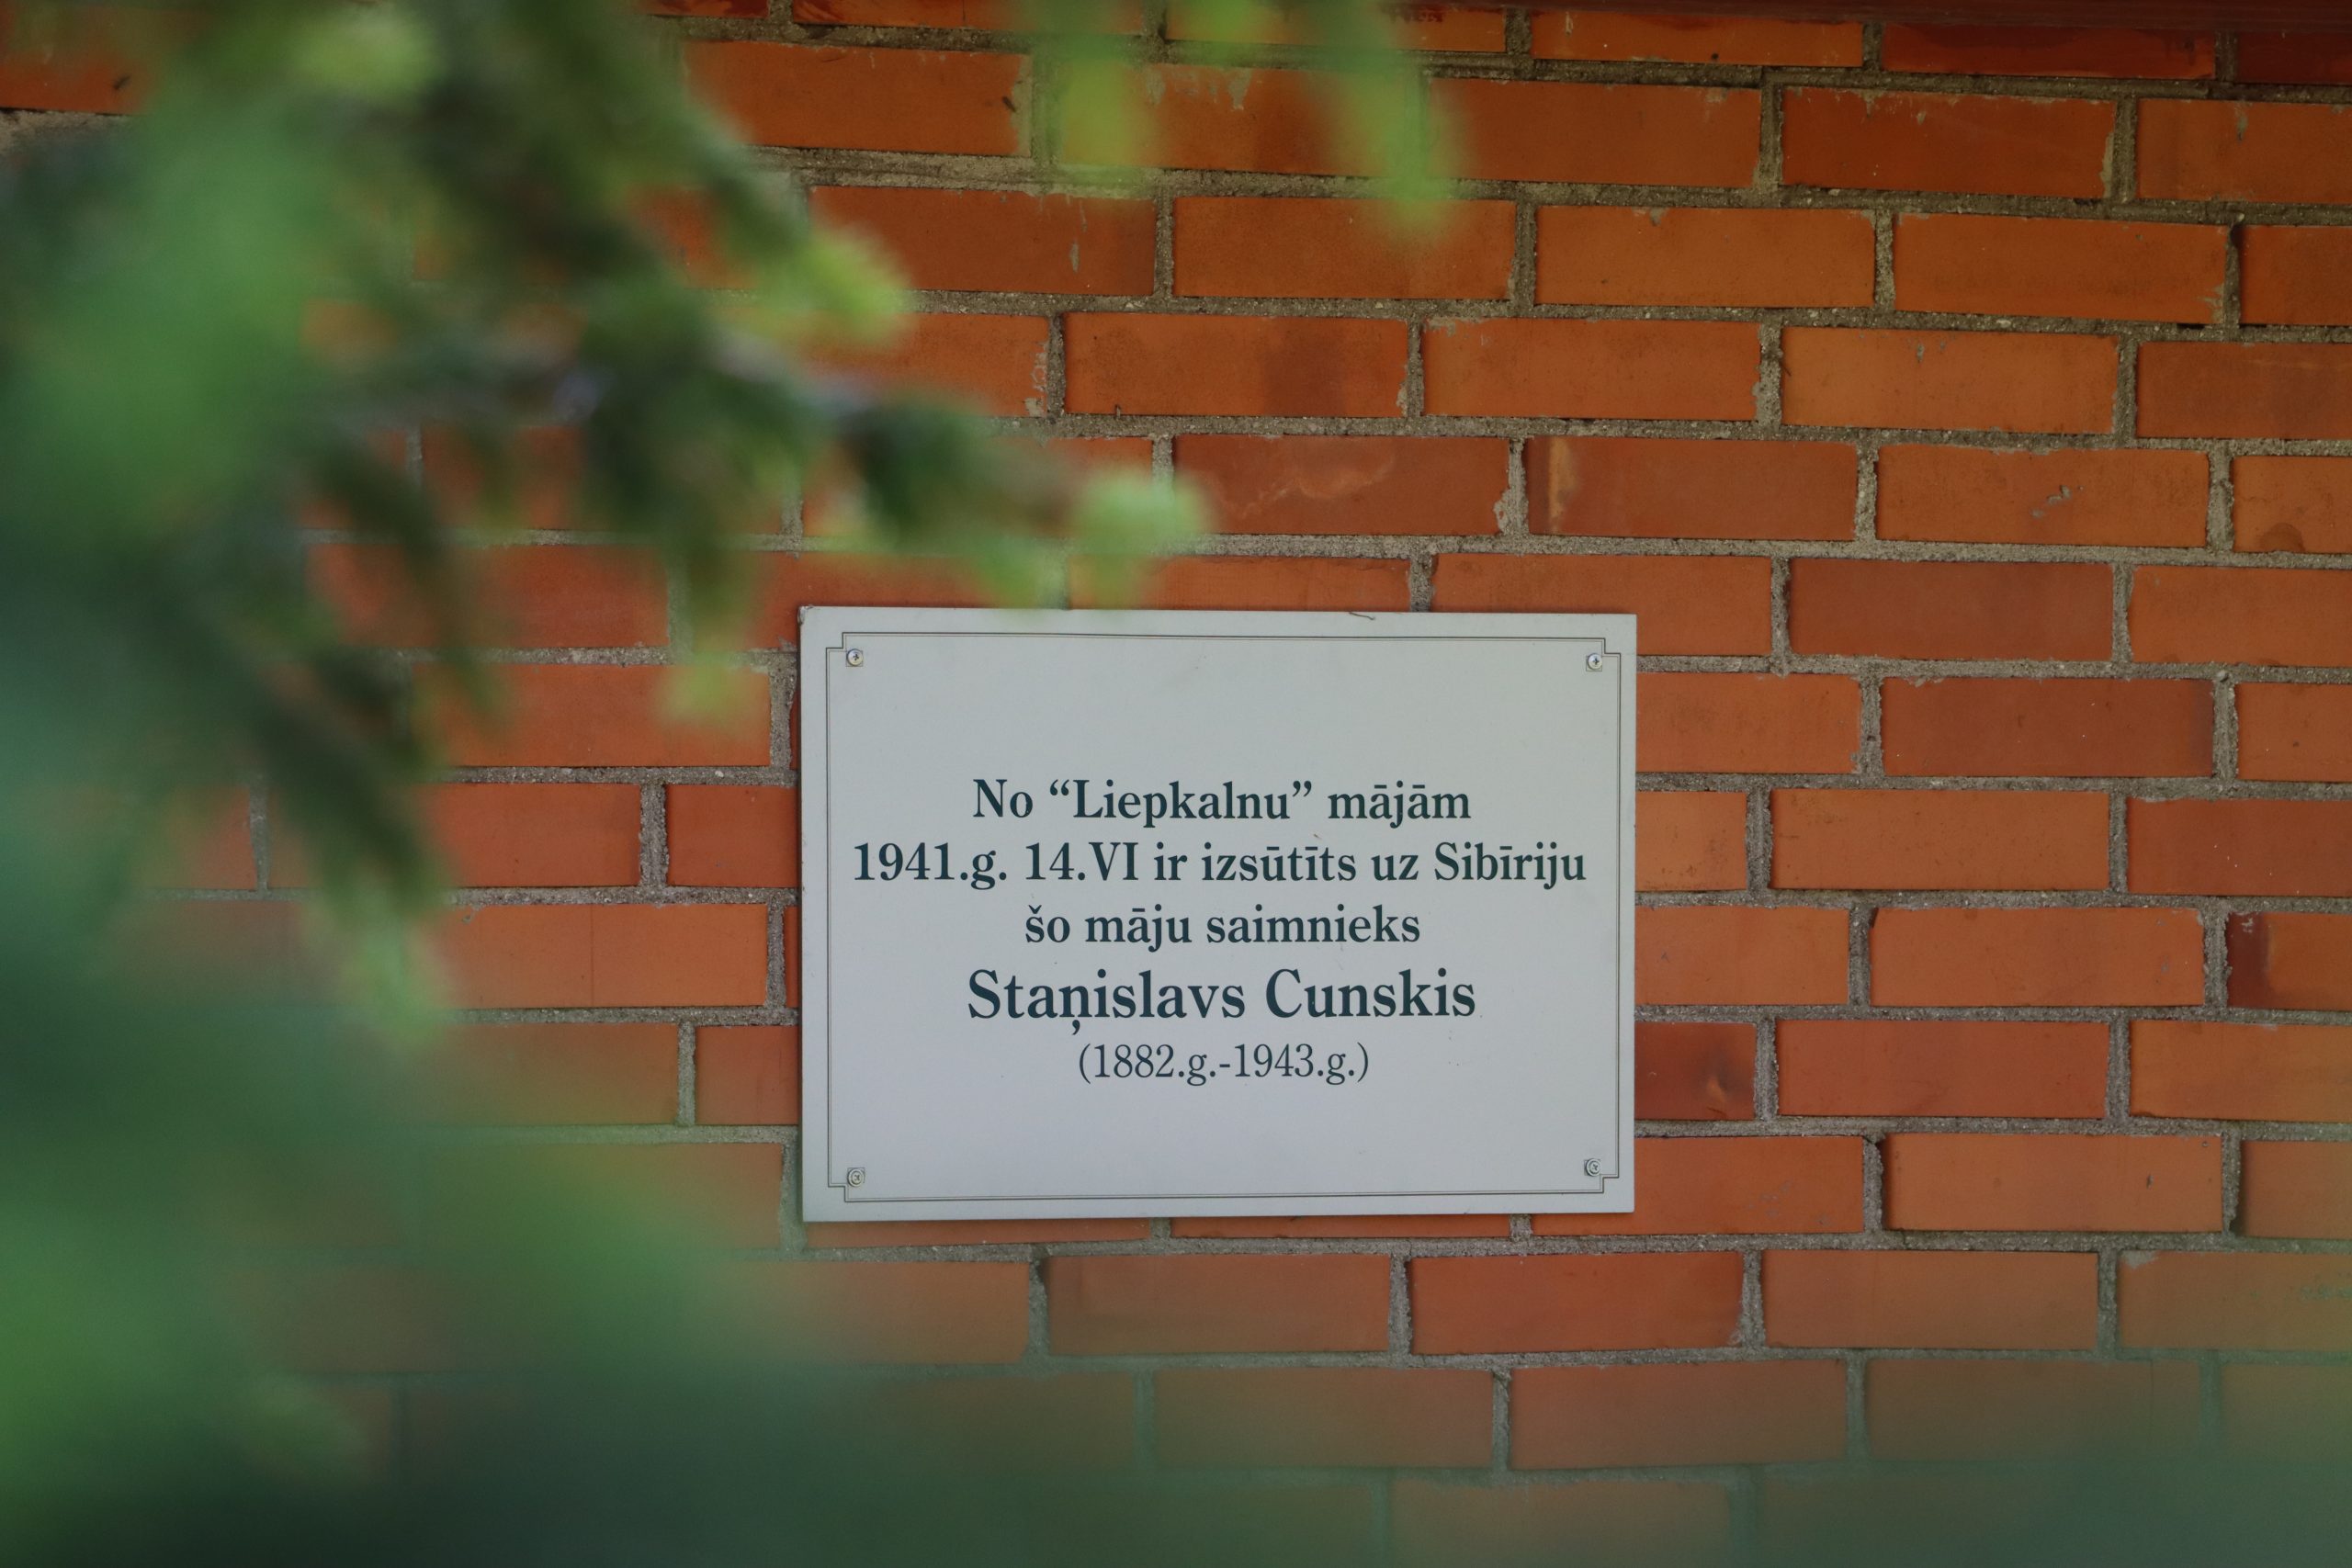 No “Liepkalnu” mājām
1941.g. 14.VI ir izsūtīts uz Sibīriju
šo māju saimnieks
Staņislavs Cunskis
(1882.g.-1943.g.)